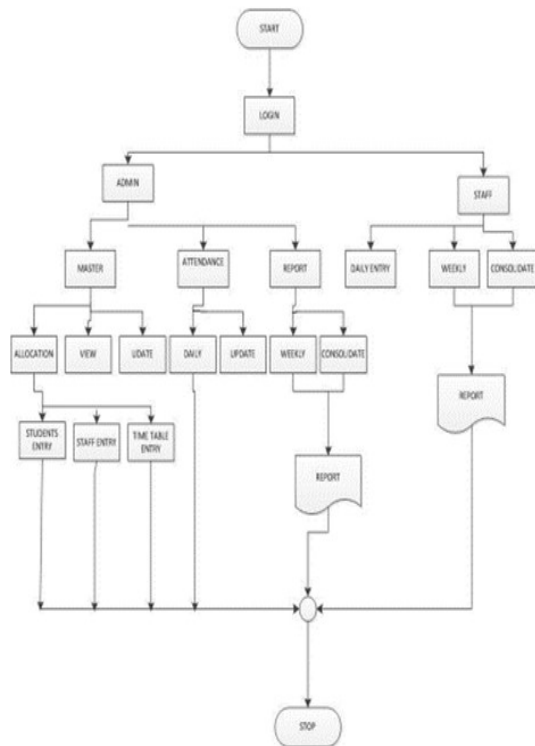 START
LOGIN
ADMIN
STAFF
MASTER
ATTENDANCE
REPORT
DAILY ENTRY
WEEKLY
CONSOLIDATE
ALLOCATION
VIEW
UDATE
DAILY
UPDATE
WEEKLY
CONSOLIDATE
REPORT
STUDENTS
ENTRY
STAFF ENTRY
TIME TABLE
ENTRY
REPORT
STOP